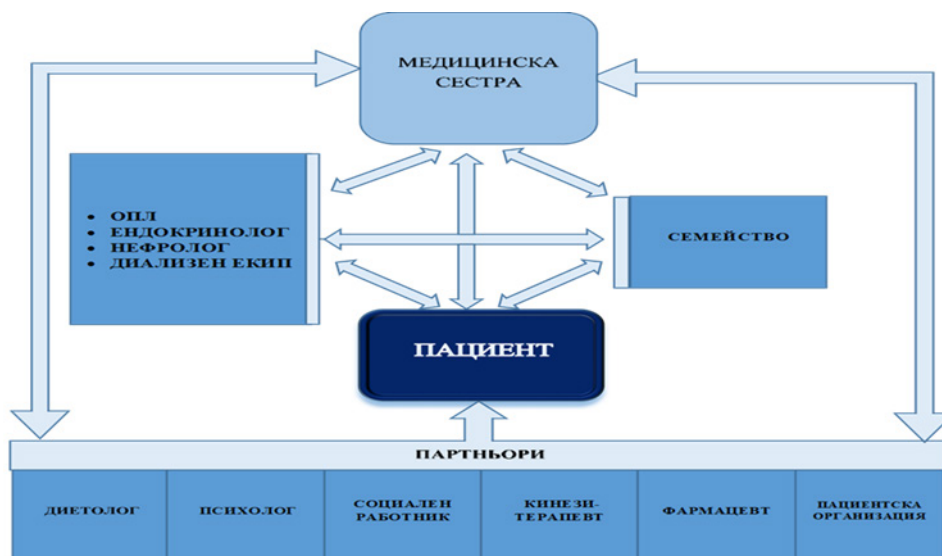 МЕДИЦИНСКА
СЕСТРА
• ОПЛ
• ЕНДОКРИНОЛОГ
• НЕФРОЛОГ
• ДИАЛИЗЕН ЕКИП
СЕМЕЙСТВО
ПАЦИЕНТ
ПАРТНЬОРИ
ДИЕТОЛОГ
ПСИХОЛОГ
СОЦИАЛЕН
РАБОТНИК
КИНЕЗИ-
ТЕРАПЕВТ
ФАРМАЦЕВТ
ПАЦИЕНТСКА
ОРГАНИЗАЦИЯ